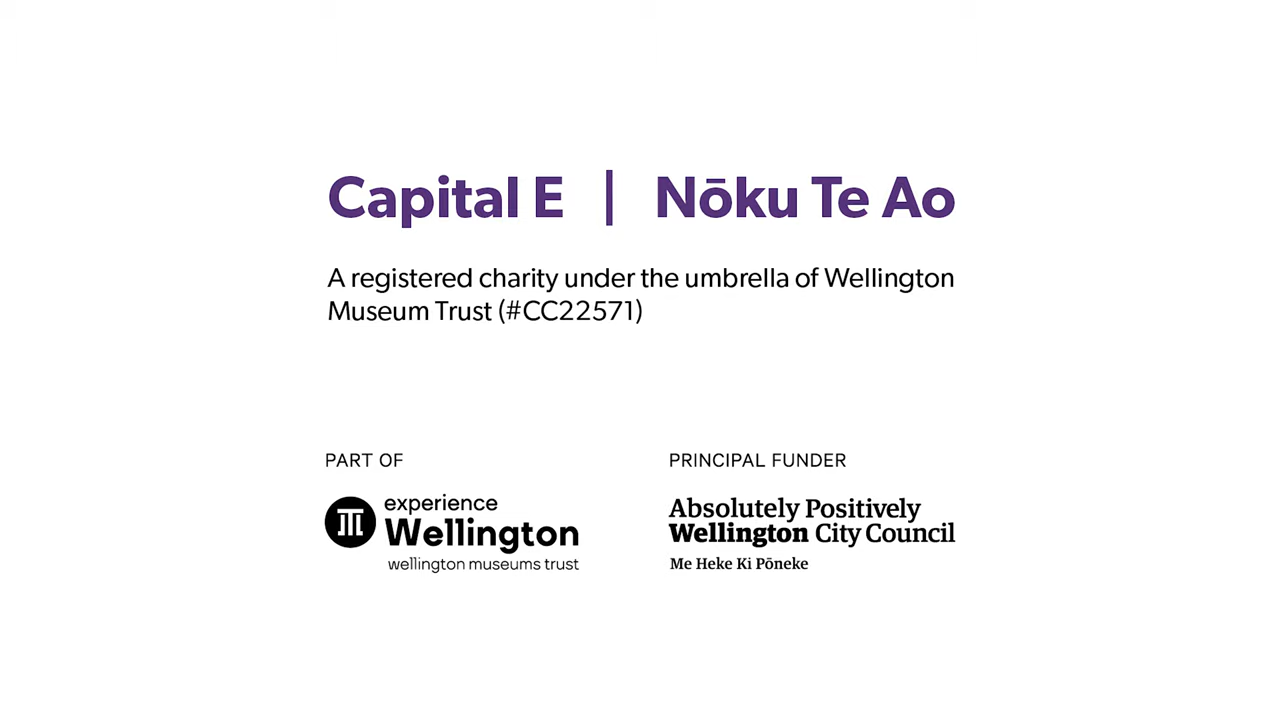 Capital E | Nōku Te Ao
A registered charity under the umbrella of Wellington
Museum Trust (#CC22571)
PART OF
experience
Wellington
wellington museums trust
PRINCIPAL FUNDER
Absolutely Positively
Wellington City Council
Me Heke Ki Pōneke